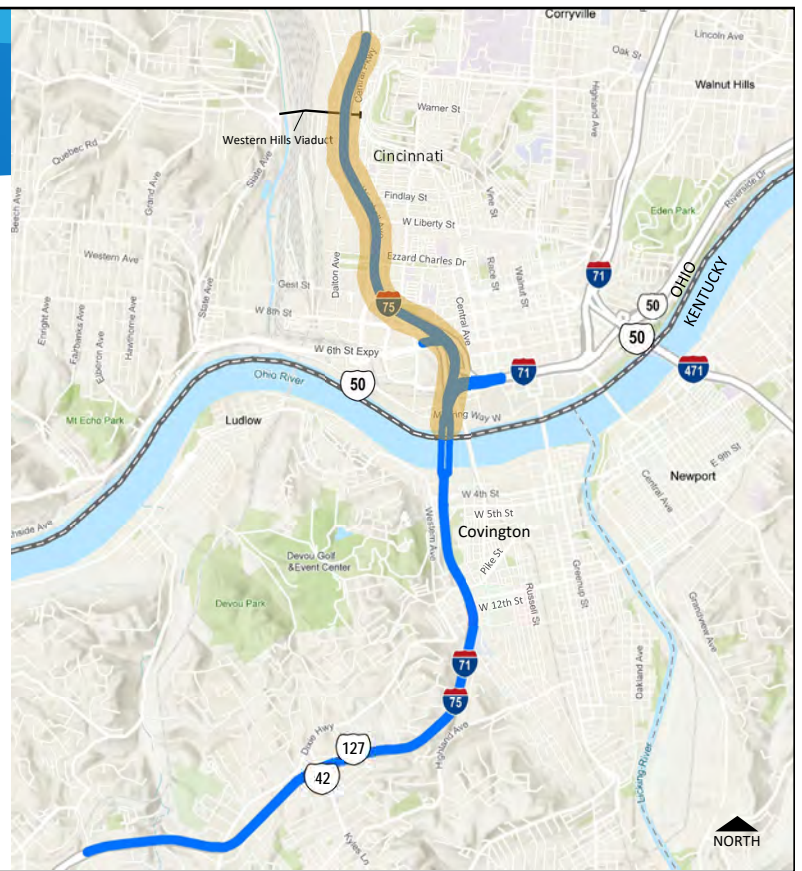 Corryville
Lincoln Ave
Oak St
Walnut Hills
Highland Ave
Central Pkwy
Warner St
Western Hills Viaduct
Cincinnati
Quebec Rd
State Ave
Grand Ave
Beech Ave
Riverside Dr
Eden Park
Findlay St
Vine St
W Liberty St
Western Ave
Dalton Ave
Ezzard Charles Dr
Race St
Walnut St
71
OHIO
KENTUCKY
Gest St
State Ave
75
50
Central Ave
W 8th St
50
Enright Ave
Fairbanks Ave
Elberon Ave
Hawthorne Ave
W 6th St Expy
71
471
Ohio River
50
Mt Echo Park
Ludlow
Way W
E 9th St
Newport
Central Ave
W 4th St
W 5th St
Western Ave
Covington
Devou Golf
& Event Center
Pike St
Greenup St
Devou Park
W 12th St
Russell St
Grandview Ave
71
Oakland Ave
75
Dixie Hwy
127
Highland Ave
42
Licking River
Kyles Ln
NORTH